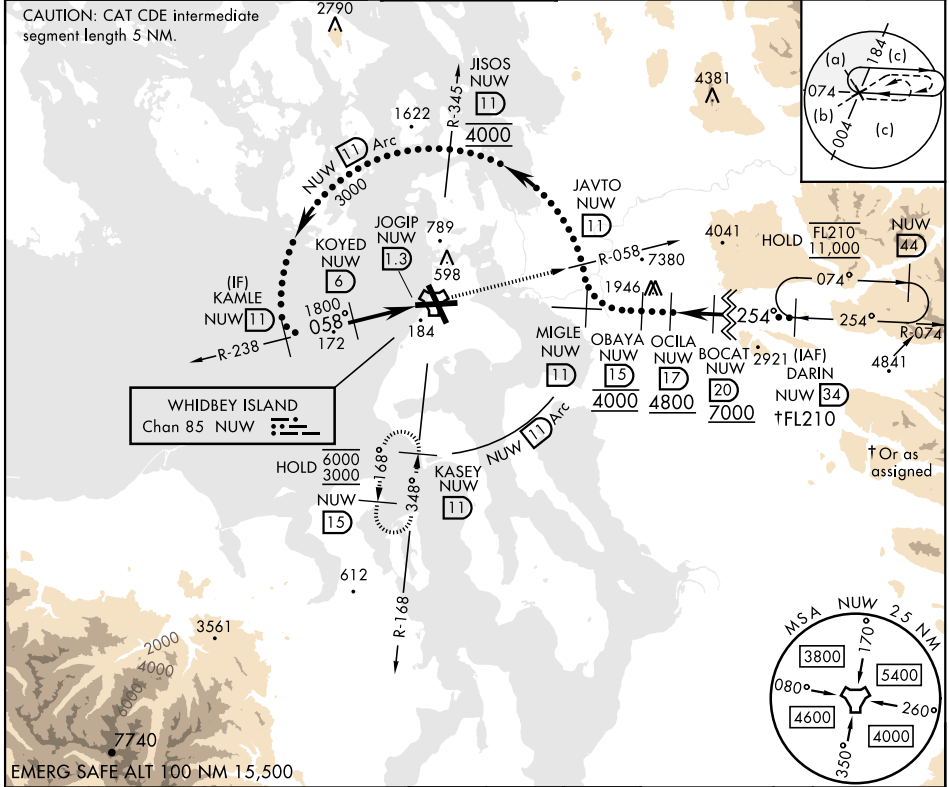 CAUTION: CAT CDE intermediate
segment length 5 NM.
2790
4381
1622
JISOS
NUW
11
4000
R-345
NUW 11 Arc
3000
JAVTO
NUW
11
JOGIP
NUW
1.3
789
598
KOYED
NUW
6
(IF)
KAMLE
NUW 11
1800
058°
172
184
R-238
R-058
7380
1946
4041
HOLD FL210
11,000
NUW
44
074°
254°
254°
R-074
4841
MIGLE
NUW
11
OBAYA
NUW
15
4000
OCILA
NUW
17
4800
BOCAT
NUW
20
7000
2921
(IAF)
DARIN
NUW 34
†FL210
† Or as
assigned
WHIDBEY ISLAND
Chan 85 NUW
HOLD 6000
3000
NUW
15
168°
348°
KASEY
NUW
11
NUW 11 Arc
R-168
612
3561
2000
4000
6000
7740
EMERG SAFE ALT 100 NM 15,500
(a)
184
(c)
074
(b)
004
(c)
MSA NUW 25 NM
170°
3800
5400
080°
260°
4600
4000
350°